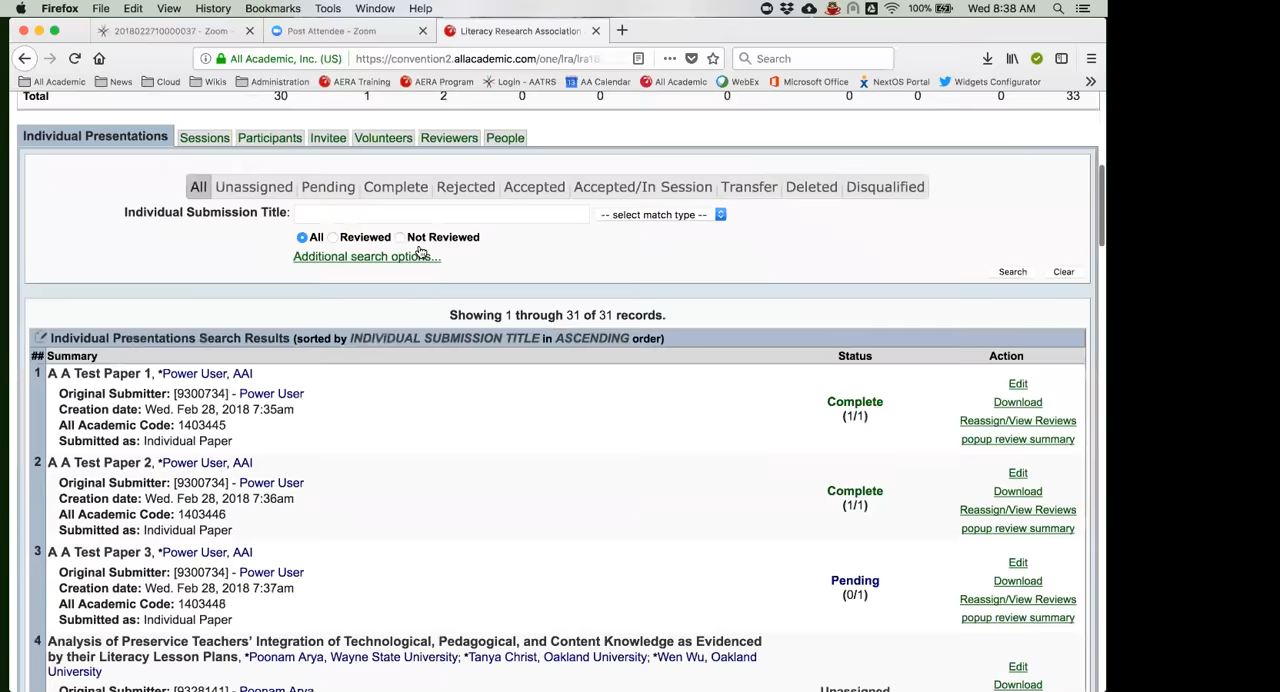 Firefox File Edit View History Bookmarks Tools Window Help 100% Wed 8:38 AM
2018022710000037 - Zoom Post Attendee - Zoom Literacy Research Association
All Academic, Inc. (US) https://convention2.allacademic.com/one/lra/lra18 Search
All Academic News Cloud Wikis Administration AERA Training AERA Program Login - AATRS AA Calendar All Academic WebEx Microsoft Office NextOS Portal Widgets Configurator
Total 30 1 2 0 0 0 0 0 0 33
Individual Presentations Sessions Participants Invitee Volunteers Reviewers People
All Unassigned Pending Complete Rejected Accepted Accepted/In Session Transfer Deleted Disqualified
Individual Submission Title: -- select match type --
All Reviewed Not Reviewed
Additional search options...
Search Clear
Showing 1 through 31 of 31 records.
Individual Presentations Search Results (sorted by INDIVIDUAL SUBMISSION TITLE in ASCENDING order)
## Summary Status Action
1 A A Test Paper 1, *Power User, AAI
Original Submitter: [9300734] - Power User
Creation date: Wed. Feb 28, 2018 7:35am
All Academic Code: 1403445
Submitted as: Individual Paper
Complete
(1/1)
Edit
Download
Reassign/View Reviews
popup review summary
2 A A Test Paper 2, *Power User, AAI
Original Submitter: [9300734] - Power User
Creation date: Wed. Feb 28, 2018 7:36am
All Academic Code: 1403446
Submitted as: Individual Paper
Complete
(1/1)
Edit
Download
Reassign/View Reviews
popup review summary
3 A A Test Paper 3, *Power User, AAI
Original Submitter: [9300734] - Power User
Creation date: Wed. Feb 28, 2018 7:37am
All Academic Code: 1403448
Submitted as: Individual Paper
Pending
(0/1)
Edit
Download
Reassign/View Reviews
popup review summary
4 Analysis of Preservice Teachers' Integration of Technological, Pedagogical, and Content Knowledge as Evidenced
by their Literacy Lesson Plans, *Poonam Arya, Wayne State University; *Tanya Christ, Oakland University; *Wen Wu, Oakland
University
Original Submitter: [9328141] - Poonam Arya
Unassigned
Edit
Download